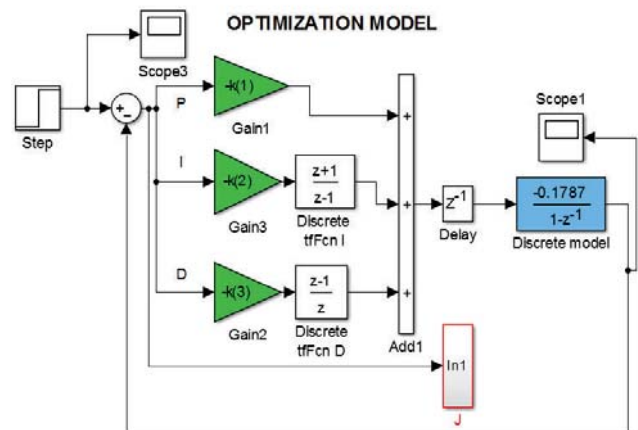 OPTIMIZATION MODEL
Scope3
Step
+
-
P
-k(1)
Gain1
I
-k(2)
Gain3
z+1
z-1
Discrete
tfFcn I
D
-k(3)
Gain2
z-1
z
Discrete
tfFcn D
+
+
+
Add1
Z-1
Delay
-0.1787
1-z-1
Discrete model
Scope1
In1
J